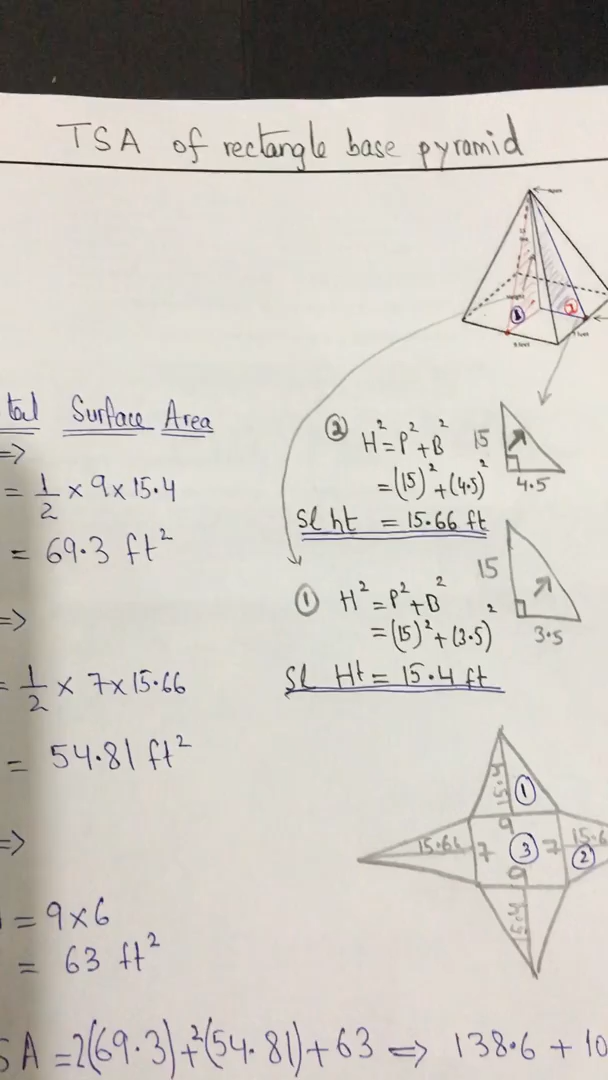 TSA of rectangle base pyramid
tal Surface Area
=>
= 1/2 × 9 × 15.4
= 69.3 ft²
=>
= 1/2 × 7 × 15.66
= 54.81 ft²
=>
= 9 × 6
= 63 ft²
SA = 2(69.3) + 2(54.81) + 63 => 138.6 + 10
1
2
② H² = P² + B²
= (15)² + (4.5)²
Sl ht = 15.66 ft
15
4.5
① H² = P² + B²
= (15)² + (3.5)²
Sl Ht = 15.4 ft
15
3.5
15.4 ①
9
15.66 7 ③ 7 15.6
②
9
15.4